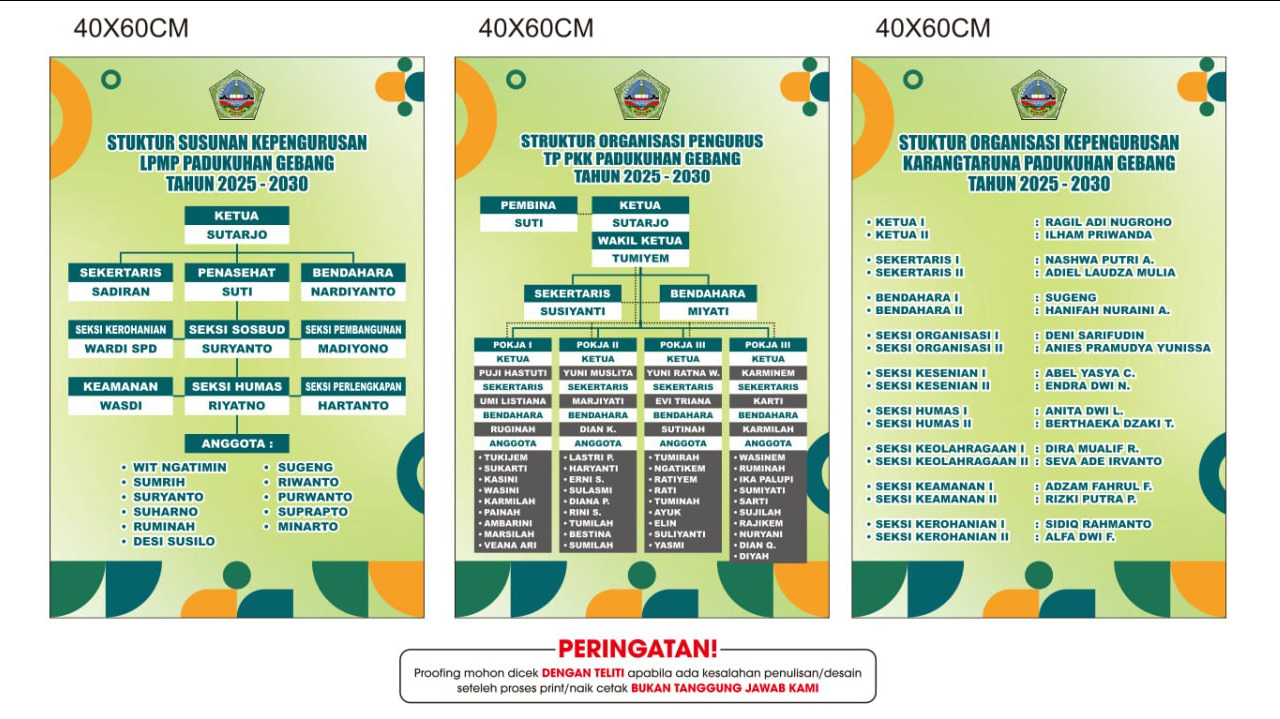 40X60CM
STUKTUR SUSUNAN KEPENGURUSAN
LPMP PADUKUHAN GEBANG
TAHUN 2025 - 2030
KETUA
SUTARJO
SEKERTARIS
SADIRAN
PENASEHAT
SUTI
BENDAHARA
NARDIYANTO
SEKSI KEROHANIAN
WARDI SPD
SEKSI SOSBUD
SURYANTO
SEKSI PEMBANGUNAN
MADIYONO
KEAMANAN
WASDI
SEKSI HUMAS
RIYATNO
SEKSI PERLENGKAPAN
HARTANTO
ANGGOTA :
• WIT NGATIMIN
• SUMRIH
• SURYANTO
• SUHARNO
• RUMINAH
• DESI SUSILO
• SUGENG
• RIWANTO
• PURWANTO
• SUPRAPTO
• MINARTO
40X60CM
STRUKTUR ORGANISASI PENGURUS
TP PKK PADUKUHAN GEBANG
TAHUN 2025 - 2030
PEMBINA
SUTI
KETUA
SUTARJO
WAKIL KETUA
TUMIYEM
SEKERTARIS
SUSIYANTI
BENDAHARA
MIYATI
POKJA I
KETUA
PUJI HASTUTI
SEKERTARIS
UMI LISTIANA
BENDAHARA
RUGINAH
ANGGOTA
• TUKIJEM
• SUKARTI
• KASINI
• WASINI
• KARMILAH
• PAINAH
• AMBARINI
• MARSILAH
• VEANA ARI
POKJA II
KETUA
YUNI MUSLITA
SEKERTARIS
MARJIYATI
BENDAHARA
DIAN K.
ANGGOTA
• LASTRI P.
• HARYANTI
• ERNI S.
• SULASMI
• DIANA P.
• RINI S.
• TUMILAH
• BESTINA
• SUMILAH
POKJA III
KETUA
YUNI RATNA W.
SEKERTARIS
EVI TRIANA
BENDAHARA
SUTINAH
ANGGOTA
• TUMIRAH
• NGATIKEM
• RATIYEM
• RATI
• TUMINAH
• AYUK
• ELIN
• SULIYANTI
• YASMI
POKJA III
KETUA
KARMINEM
SEKERTARIS
KARTI
BENDAHARA
KARMILAH
ANGGOTA
• WASINEM
• RUMINAH
• IKA PALUPI
• SUMIYATI
• SARTI
• SUJILAH
• RAJIKEM
• NURYANI
• DIAN Q.
• DIYAH
40X60CM
STUKTUR ORGANISASI KEPENGURUSAN
KARANGTARUNA PADUKUHAN GEBANG
TAHUN 2025 - 2030
• KETUA I : RAGIL ADI NUGROHO
• KETUA II : ILHAM PRIWANDA
• SEKERTARIS I : NASHWA PUTRI A.
• SEKERTARIS II : ADIEL LAUDZA MULIA
• BENDAHARA I : SUGENG
• BENDAHARA II : HANIFAH NURAINI A.
• SEKSI ORGANISASI I : DENI SARIFUDIN
• SEKSI ORGANISASI II : ANIES PRAMUDYA YUNISSA
• SEKSI KESENIAN I : ABEL YASYA C.
• SEKSI KESENIAN II : ENDRA DWI N.
• SEKSI HUMAS I : ANITA DWI L.
• SEKSI HUMAS II : BERTHAEKA DZAKI T.
• SEKSI KEOLAHRAGAAN I : DIRA MUALIF R.
• SEKSI KEOLAHRAGAAN II : SEVA ADE IRVANTO
• SEKSI KEAMANAN I : ADZAM FAHRUL F.
• SEKSI KEAMANAN II : RIZKI PUTRA P.
• SEKSI KEROHANIAN I : SIDIQ RAHMANTO
• SEKSI KEROHANIAN II : ALFA DWI F.
PERINGATAN!
Proofing mohon dicek DENGAN TELITI apabila ada kesalahan penulisan/desain
seteleh proses print/naik cetak BUKAN TANGGUNG JAWAB KAMI